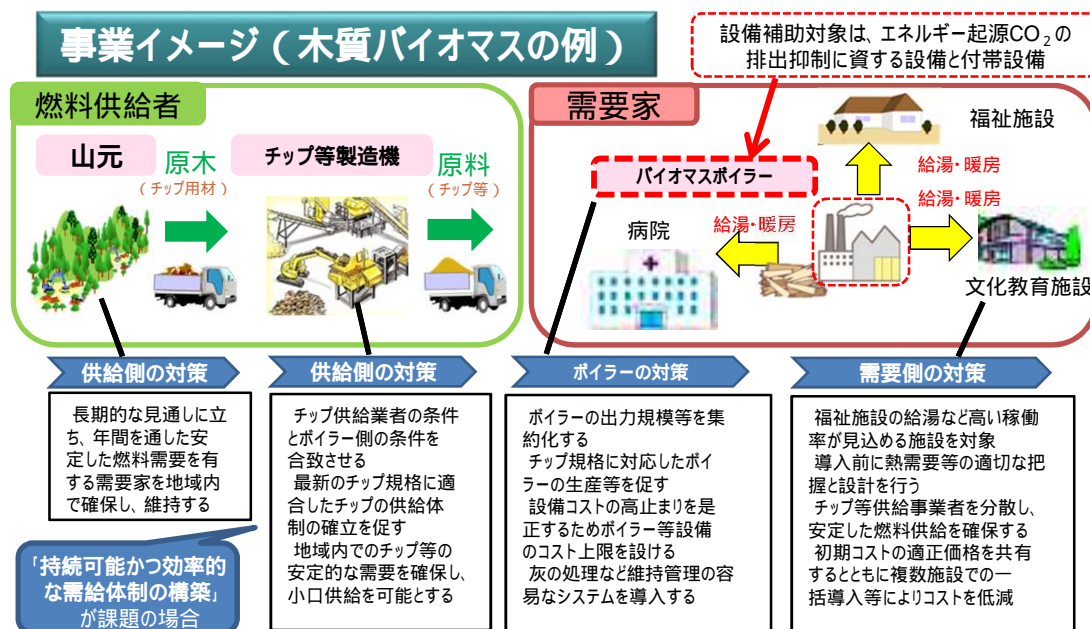 事業イメージ（木質バイオマスの例）
設備補助対象は、エネルギー起源CO2の
排出抑制に資する設備と付帯設備
燃料供給者
需要家
山元
原木
（チップ用材）
チップ等製造機
原料
（チップ等）
バイオマスボイラー
福祉施設
給湯・暖房
給湯・暖房
病院
給湯・暖房
文化教育施設
供給側の対策
長期的な見通しに立
ち、年間を通した安
定した燃料需要を有
する需要家を地域内
で確保し、維持する
「持続可能かつ効率的
な需給体制の構築」
が課題の場合
供給側の対策
チップ供給業者の条件
とボイラー側の条件を
合致させる
最新のチップ規格に適
合したチップの供給体
制の確立を促す
地域内でのチップ等の
安定的な需要を確保し、
小口供給を可能とする
ボイラーの対策
ボイラーの出力規模等を集
約化する
チップ規格に対応したボイ
ラーの生産等を促す
設備コストの高止まりを是
正するためボイラー等設備
のコスト上限を設ける
灰の処理など維持管理の容
易なシステムを導入する
需要側の対策
福祉施設の給湯など高い稼働
率が見込める施設を対象
導入前に熱需要等の適切な把
握と設計を行う
チップ等供給事業者を分散し、
安定した燃料供給を確保する
初期コストの適正価格を共有
するとともに複数施設での一
括導入等によりコストを低減